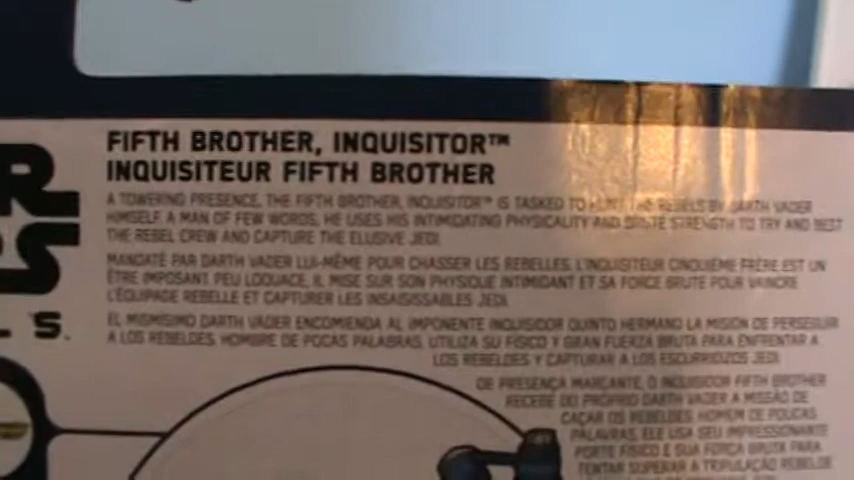 FIFTH BROTHER, INQUISITOR™
INQUISITEUR FIFTH BROTHER
A TOWERING PRESENCE, THE FIFTH BROTHER, INQUISITOR™ IS TASKED TO HUNT THE REBELS BY DARTH VADER
HIMSELF. A MAN OF FEW WORDS, HE USES HIS INTIMIDATING PHYSICALITY AND BRUTE STRENGTH TO TRY AND BEST
THE REBEL CREW AND CAPTURE THE ELUSIVE JEDI.
MANDATÉ PAR DARTH VADER LUI-MÊME POUR CHASSER LES REBELLES, L'INQUISITEUR CINQUIÈME FRÈRE EST UN
ÊTRE IMPOSANT. PEU LOQUACE, IL MISE SUR SON PHYSIQUE INTIMIDANT ET SA FORCE BRUTE POUR VAINCRE
L'ÉQUIPAGE REBELLE ET CAPTURER LES INSAISISSABLES JEDI.
EL MISMÍSIMO DARTH VADER ENCOMIENDA AL IMPONENTE INQUISIDOR QUINTO HERMANO LA MISIÓN DE PERSEGUIR
A LOS REBELDES. HOMBRE DE POCAS PALABRAS, UTILIZA SU FÍSICO Y GRAN FUERZA BRUTA PARA ENFRENTAR A
LOS REBELDES Y CAPTURAR A LOS ESCURRIDIZOS JEDI.
DE PRESENÇA MARCANTE, O INQUISIDOR FIFTH BROTHER
RECEBE DO PRÓPRIO DARTH VADER A MISSÃO DE
CAÇAR OS REBELDES. HOMEM DE POUCAS
PALAVRAS, ELE USA SEU IMPRESSIONANTE
PORTE FÍSICO E SUA FORÇA BRUTA PARA
TENTAR SUPERAR A TRIPULAÇÃO REBELDE